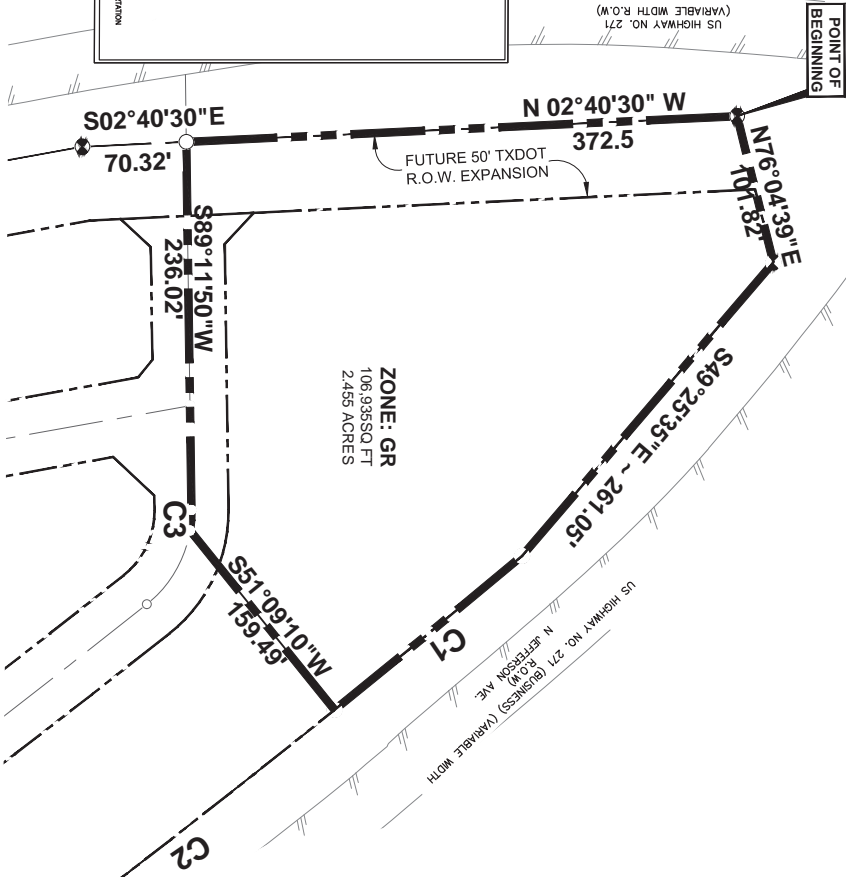 POINT OF
BEGINNING
US HIGHWAY NO. 271
(VARIABLE WIDTH R.O.W)
TATION
S02°40'30"E
70.32'
N 02°40'30" W
372.5
FUTURE 50' TXDOT
R.O.W. EXPANSION
N76°04'39"E
101.82'
S89°11'50"W
236.02'
S49°25'35"E ~ 261.05'
ZONE: GR
106,935SQ FT
2.455 ACRES
C3
S51°09'10"W
159.49'
C1
US HIGHWAY NO. 271 (BUSINESS) (VARIABLE WIDTH
R.O.W)
N JEFFERSON AVE.
C2